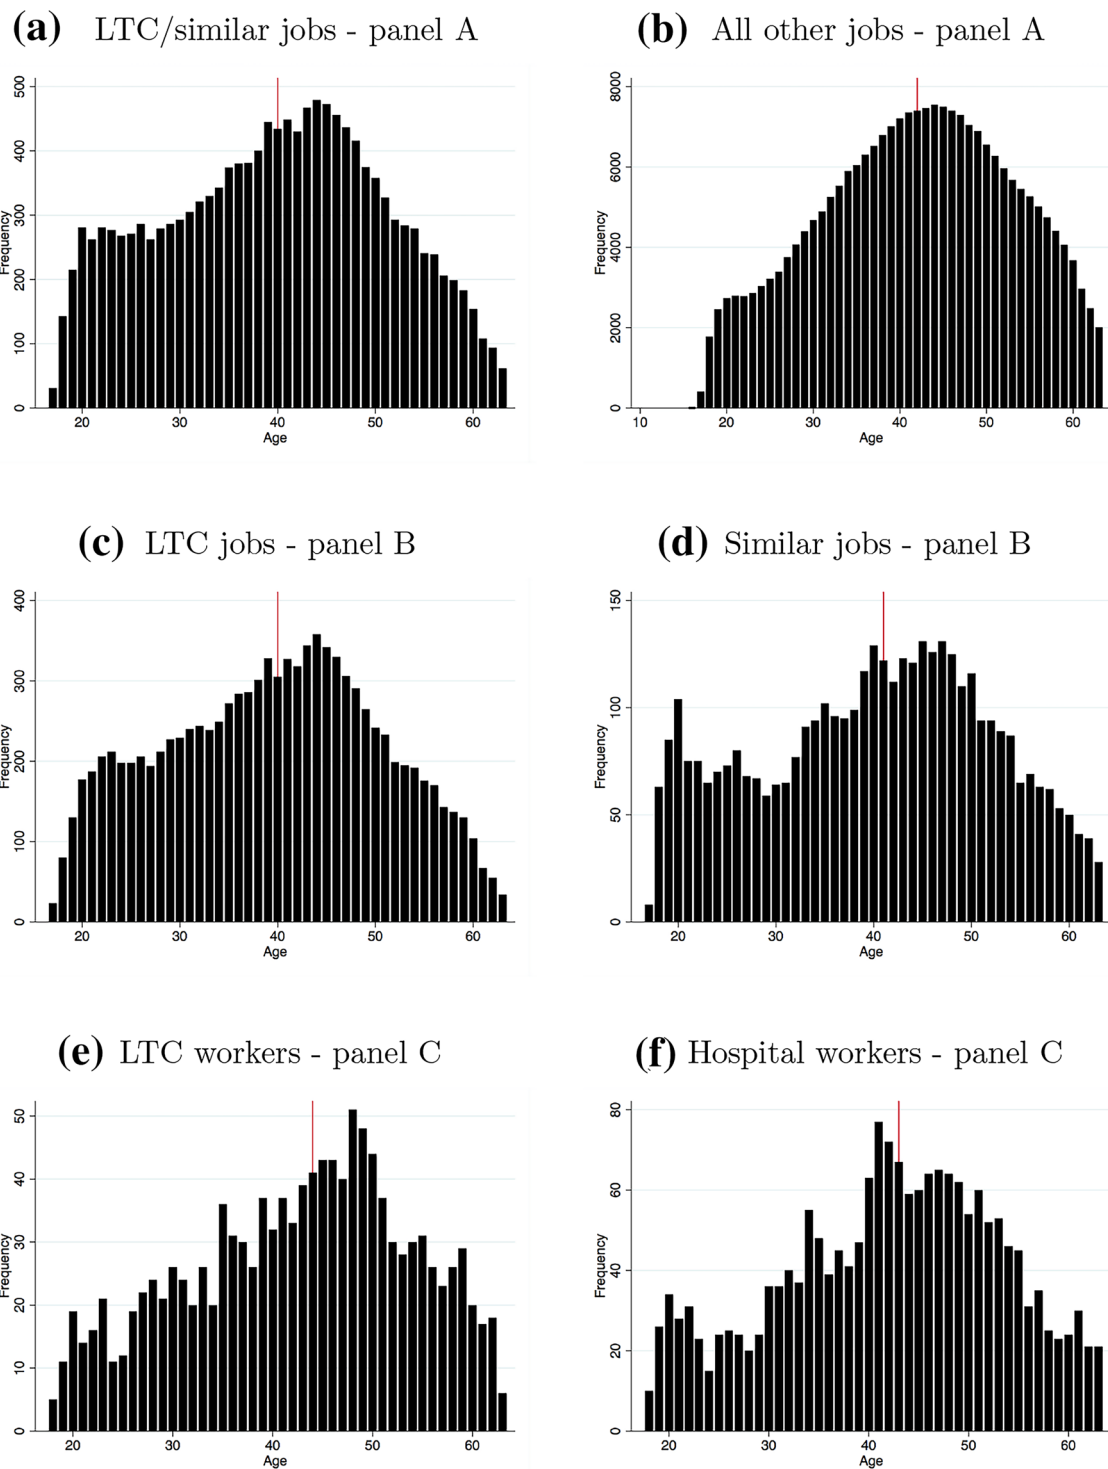 (a) LTC/similar jobs - panel A
500
400
300
200
100
0
Frequency
20 30 40 50 60
Age
(b) All other jobs - panel A
8000
6000
4000
2000
0
Frequency
10 20 30 40 50 60
Age
(c) LTC jobs - panel B
400
300
200
100
0
Frequency
20 30 40 50 60
Age
(d) Similar jobs - panel B
150
100
50
0
Frequency
20 30 40 50 60
Age
(e) LTC workers - panel C
50
40
30
20
10
0
Frequency
20 30 40 50 60
Age
(f) Hospital workers - panel C
80
60
40
20
0
Frequency
20 30 40 50 60
Age